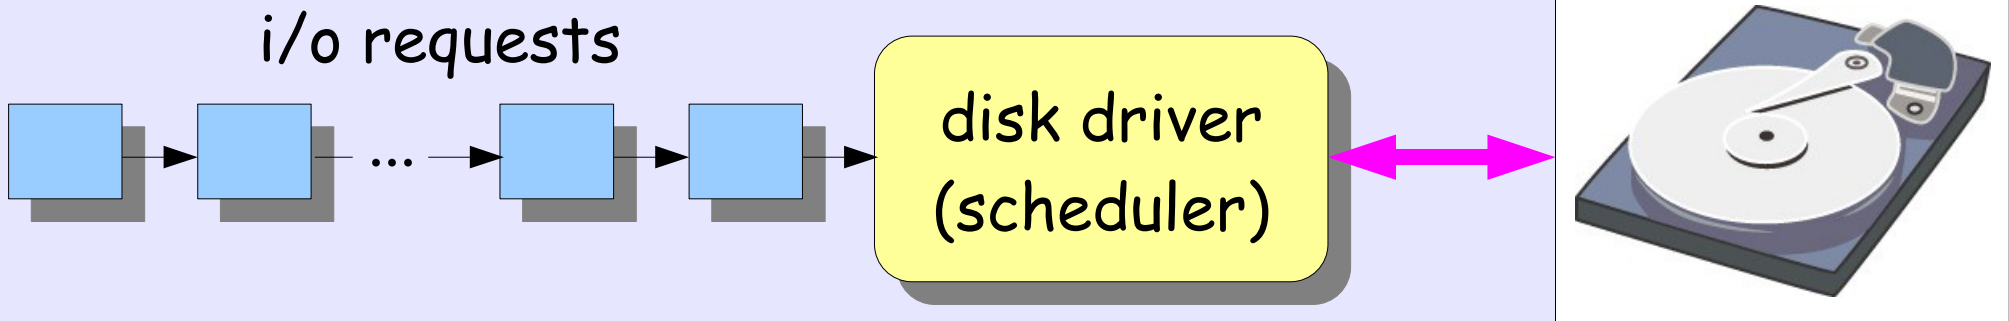 i/o requests
...
disk driver
(scheduler)